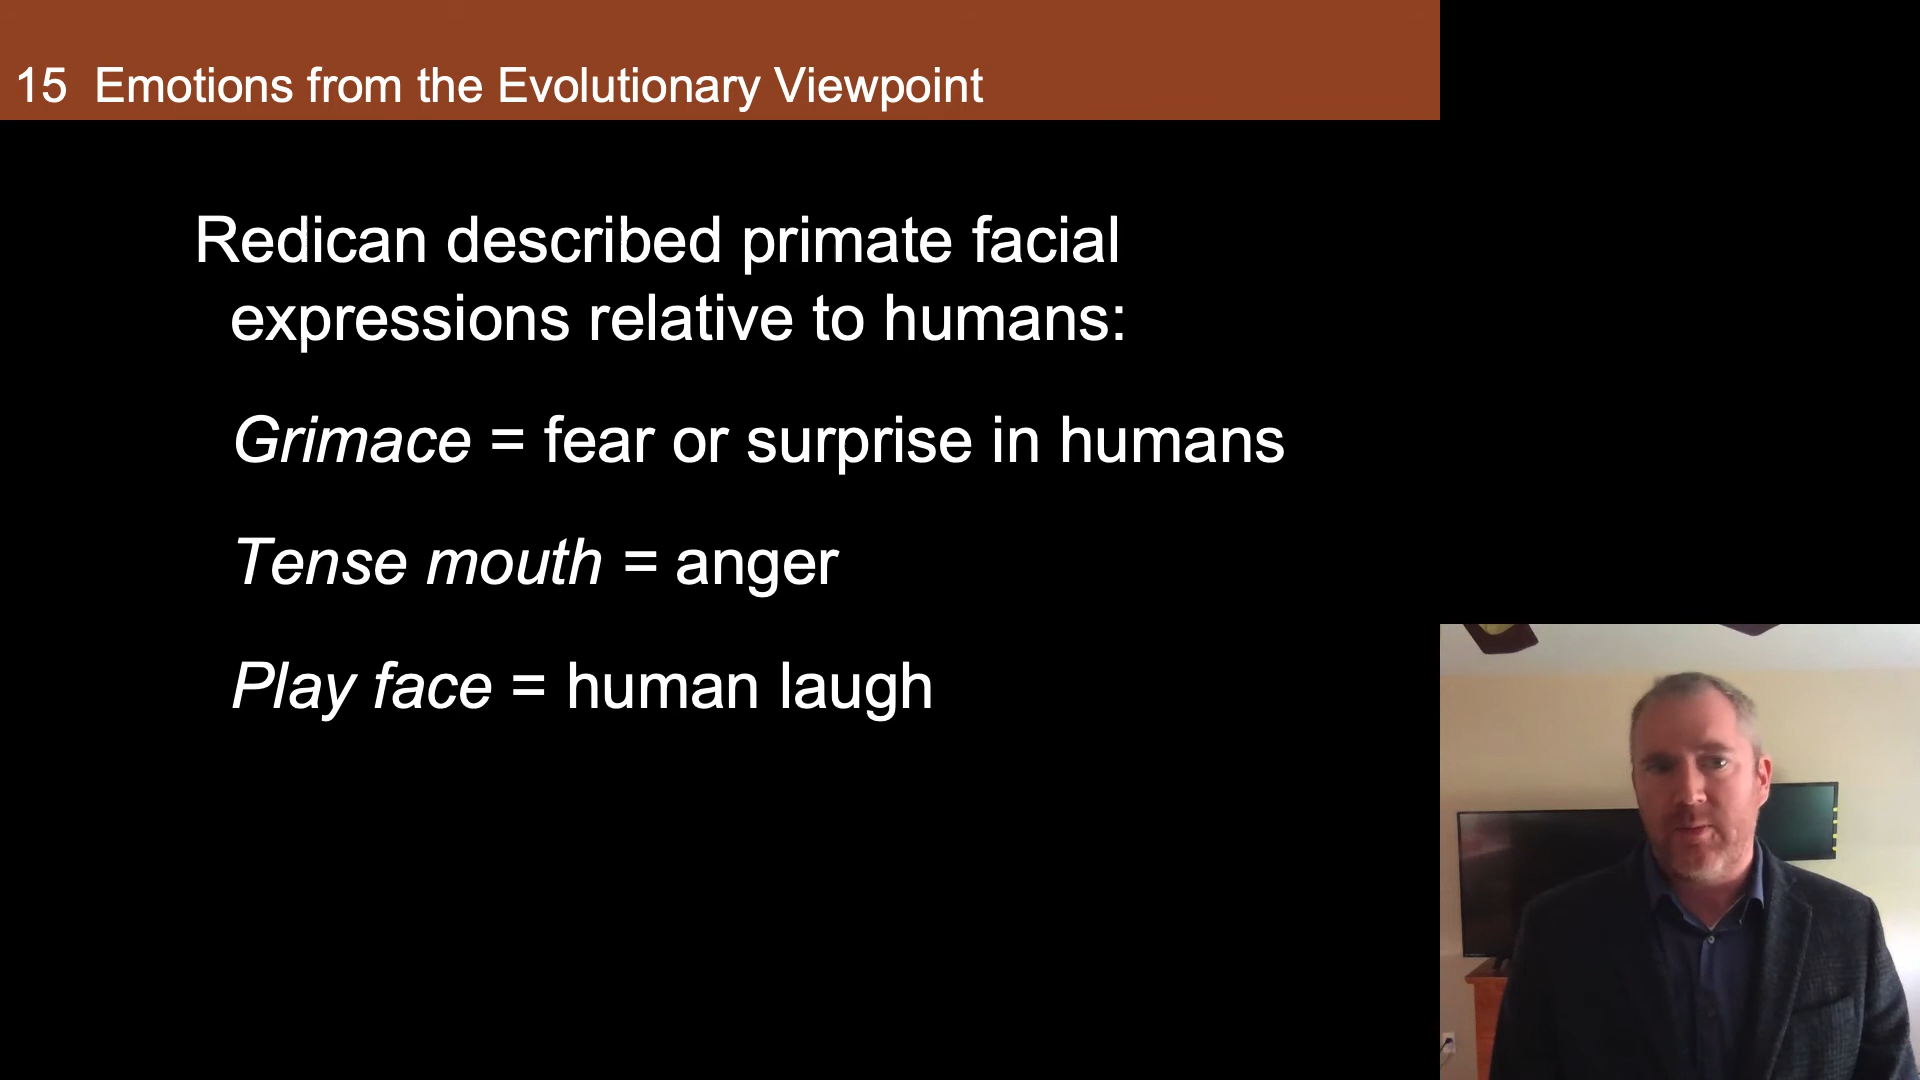 15 Emotions from the Evolutionary Viewpoint
Redican described primate facial
expressions relative to humans:
Grimace = fear or surprise in humans
Tense mouth = anger
Play face = human laugh